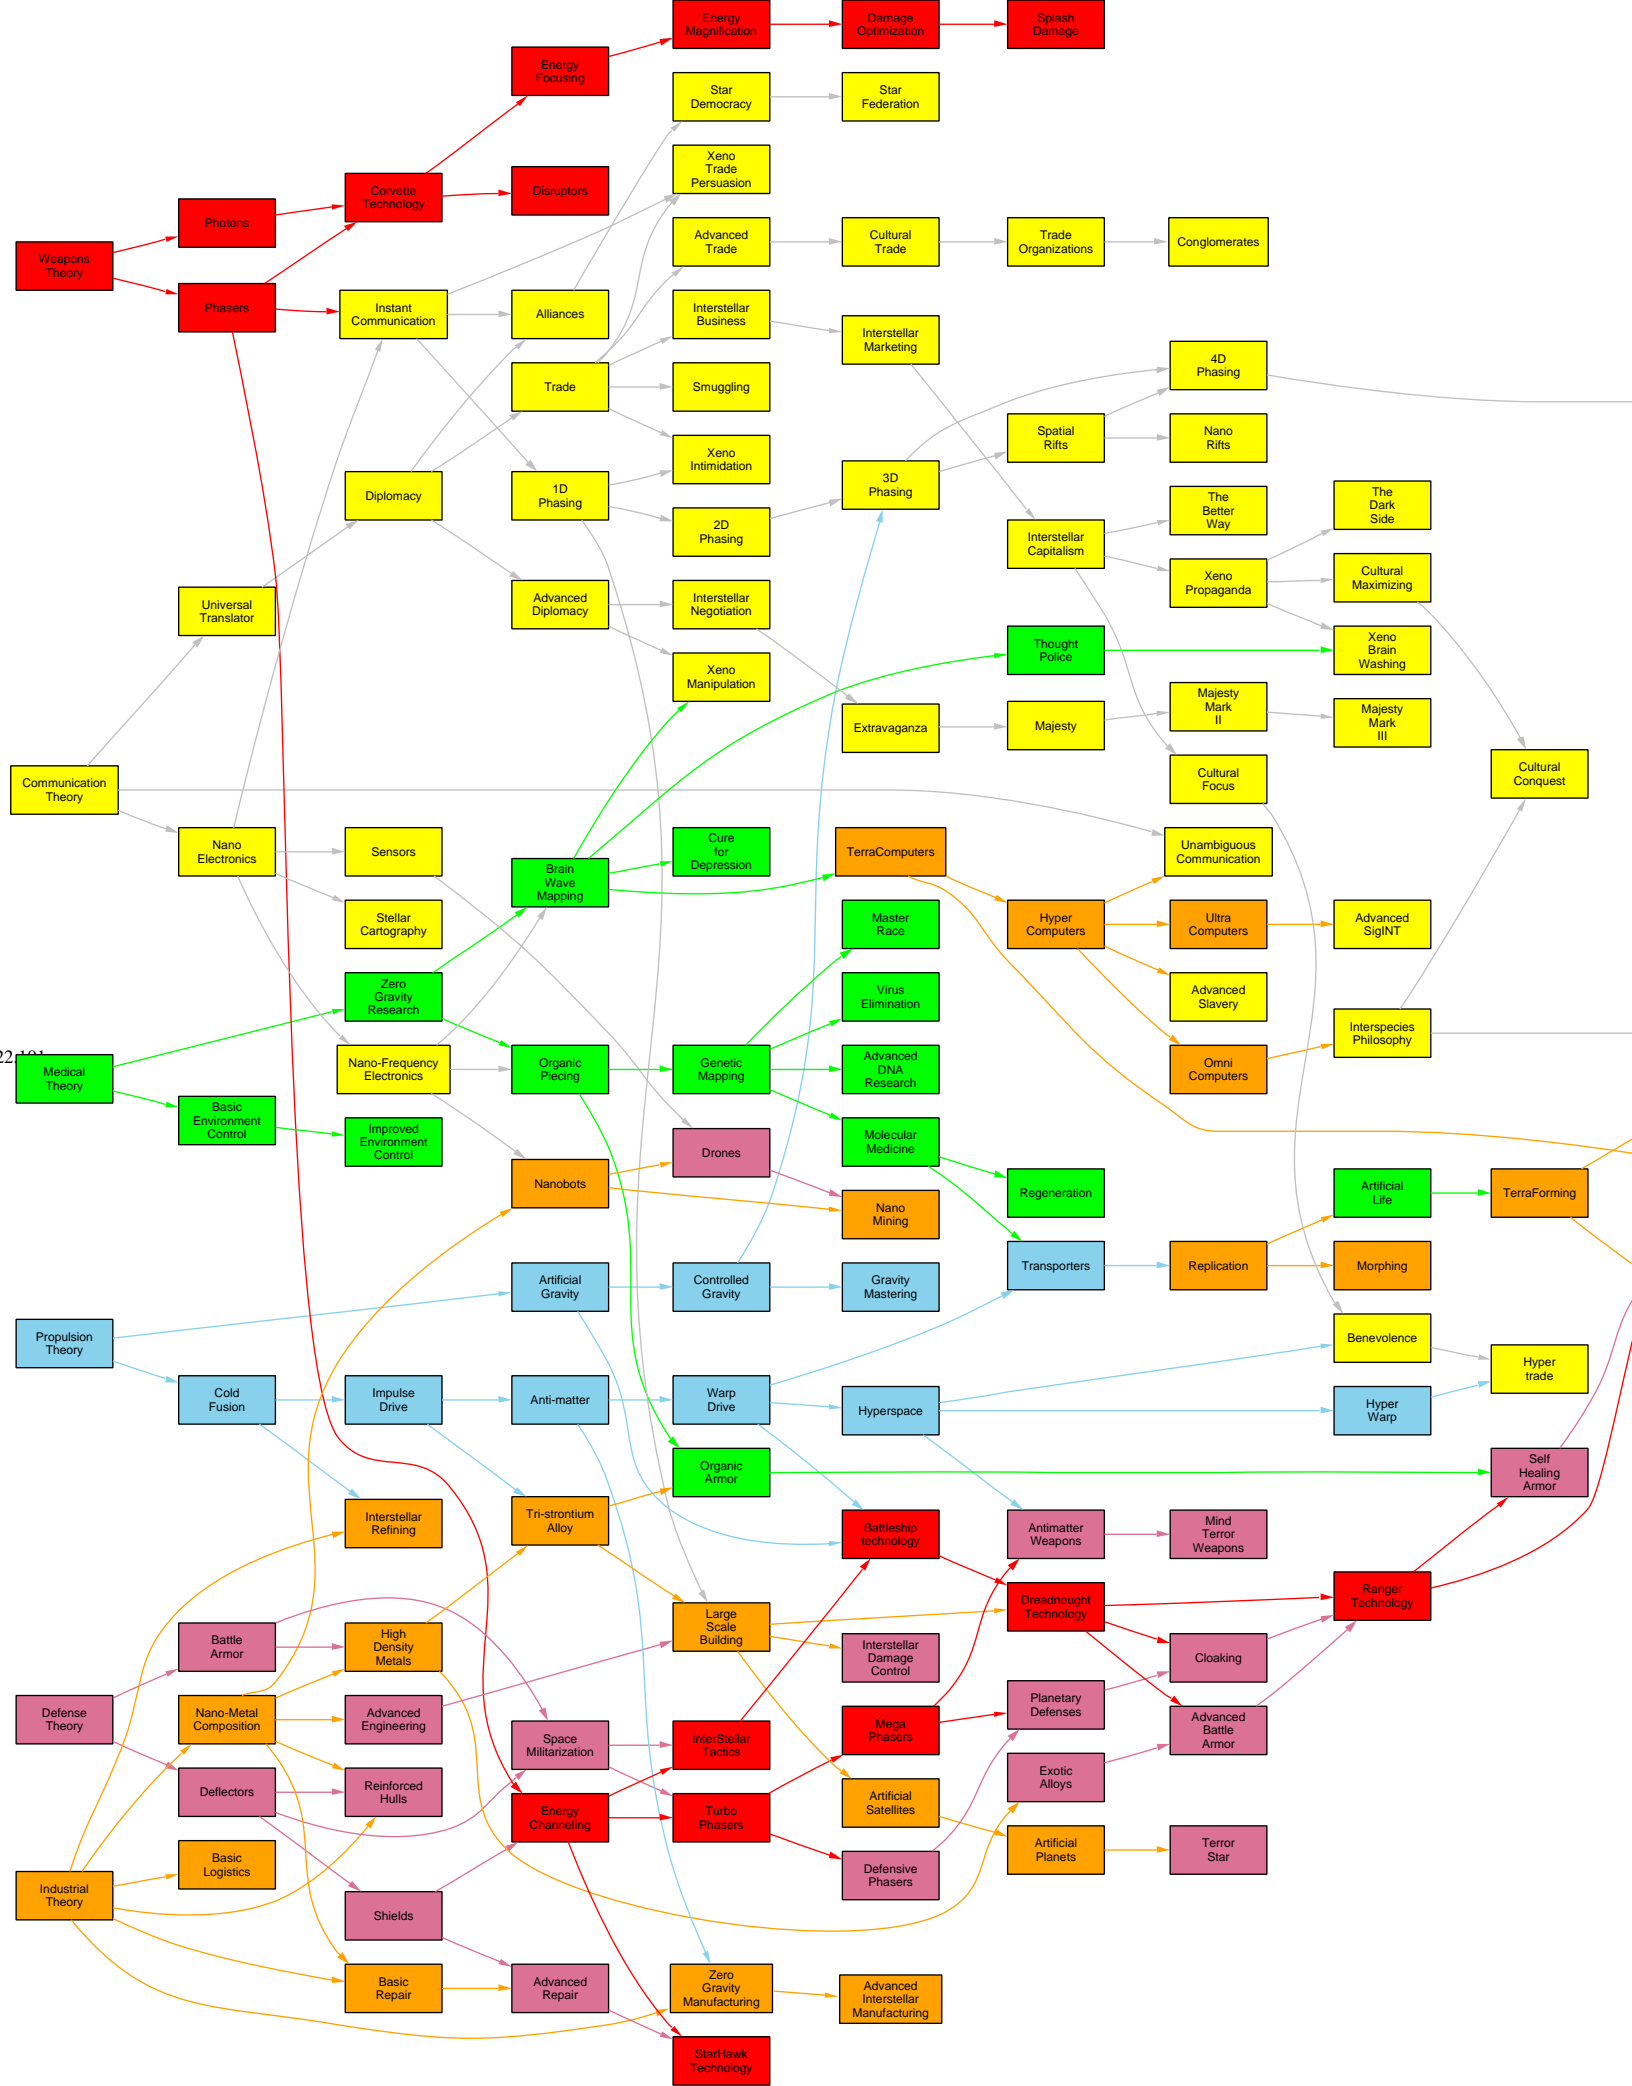 Energy
Magnification
Damage
Optimization
Splash
Damage
Energy
Focusing
Star
Democracy
Star
Federation
Xeno
Trade
Persuasion
Corvette
Technology
Disruptors
Photons
Weapons
Theory
Phasers
Advanced
Trade
Cultural
Trade
Trade
Organizations
Conglomerates
Instant
Communication
Alliances
Interstellar
Business
Interstellar
Marketing
Trade
Smuggling
4D
Phasing
Spatial
Rifts
Nano
Rifts
Xeno
Intimidation
Diplomacy
1D
Phasing
2D
Phasing
3D
Phasing
Interstellar
Capitalism
The
Better
Way
The
Dark
Side
Xeno
Propaganda
Cultural
Maximizing
Universal
Translator
Advanced
Diplomacy
Interstellar
Negotiation
Thought
Police
Xeno
Brain
Washing
Xeno
Manipulation
Extravaganza
Majesty
Majesty
Mark
II
Majesty
Mark
III
Communication
Theory
Cultural
Focus
Cultural
Conquest
Nano
Electronics
Sensors
Brain
Wave
Mapping
Cure
for
Depression
TerraComputers
Unambiguous
Communication
Stellar
Cartography
Master
Race
Hyper
Computers
Ultra
Computers
Advanced
SigINT
Zero
Gravity
Research
Virus
Elimination
Advanced
Slavery
Interspecies
Philosophy
Medical
Theory
Nano-Frequency
Electronics
Organic
Piecing
Genetic
Mapping
Advanced
DNA
Research
Omni
Computers
Basic
Environment
Control
Improved
Environment
Control
Molecular
Medicine
Drones
Nanobots
Nano
Mining
Regeneration
Artificial
Life
TerraForming
Artificial
Gravity
Controlled
Gravity
Gravity
Mastering
Transporters
Replication
Morphing
Propulsion
Theory
Benevolence
Hyper
trade
Cold
Fusion
Impulse
Drive
Anti-matter
Warp
Drive
Hyperspace
Hyper
Warp
Organic
Armor
Self
Healing
Armor
Interstellar
Refining
Tri-strontium
Alloy
Battleship
technology
Antimatter
Weapons
Mind
Terror
Weapons
Dreadnought
Technology
Ranger
Technology
Battle
Armor
High
Density
Metals
Large
Scale
Building
Interstellar
Damage
Control
Cloaking
Defense
Theory
Nano-Metal
Composition
Advanced
Engineering
Space
Militarization
InterStellar
Tactics
Mega
Phasers
Planetary
Defenses
Advanced
Battle
Armor
Deflectors
Reinforced
Hulls
Energy
Channeling
Turbo
Phasers
Artificial
Satellites
Exotic
Alloys
Basic
Logistics
Industrial
Theory
Defensive
Phasers
Artificial
Planets
Terror
Star
Shields
Basic
Repair
Advanced
Repair
Zero
Gravity
Manufacturing
Advanced
Interstellar
Manufacturing
StarHawk
Technology